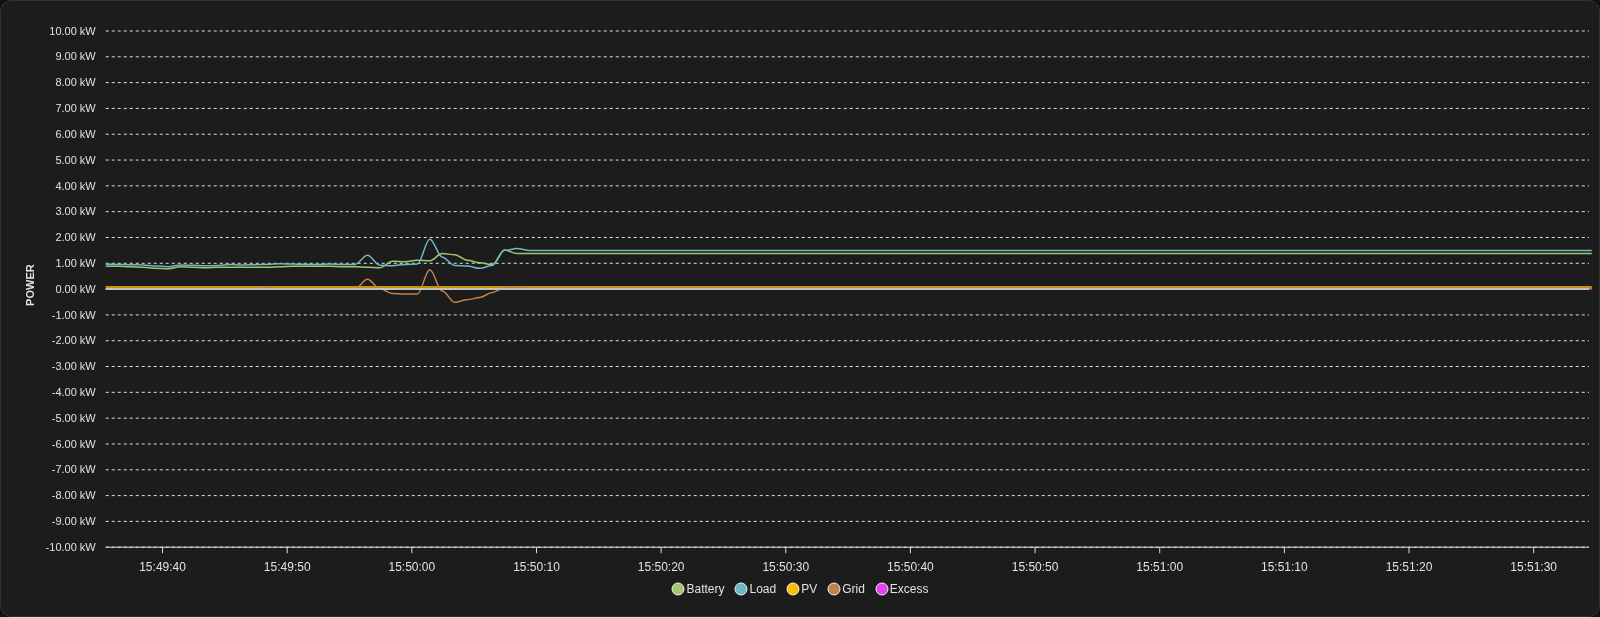 10.00 kW
9.00 kW
8.00 kW
7.00 kW
6.00 kW
5.00 kW
4.00 kW
3.00 kW
2.00 kW
1.00 kW
0.00 kW
-1.00 kW
-2.00 kW
-3.00 kW
-4.00 kW
-5.00 kW
-6.00 kW
-7.00 kW
-8.00 kW
-9.00 kW
-10.00 kW
POWER
15:49:40 15:49:50 15:50:00 15:50:10 15:50:20 15:50:30 15:50:40 15:50:50 15:51:00 15:51:10 15:51:20 15:51:30
Battery Load PV Grid Excess